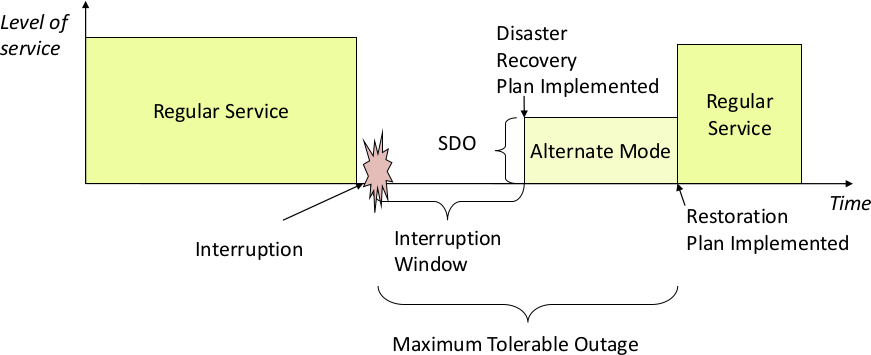 Level of
service
Regular Service
Disaster
Recovery
Plan Implemented
SDO
Alternate Mode
Regular
Service
Time
Interruption
Interruption
Window
Restoration
Plan Implemented
Maximum Tolerable Outage